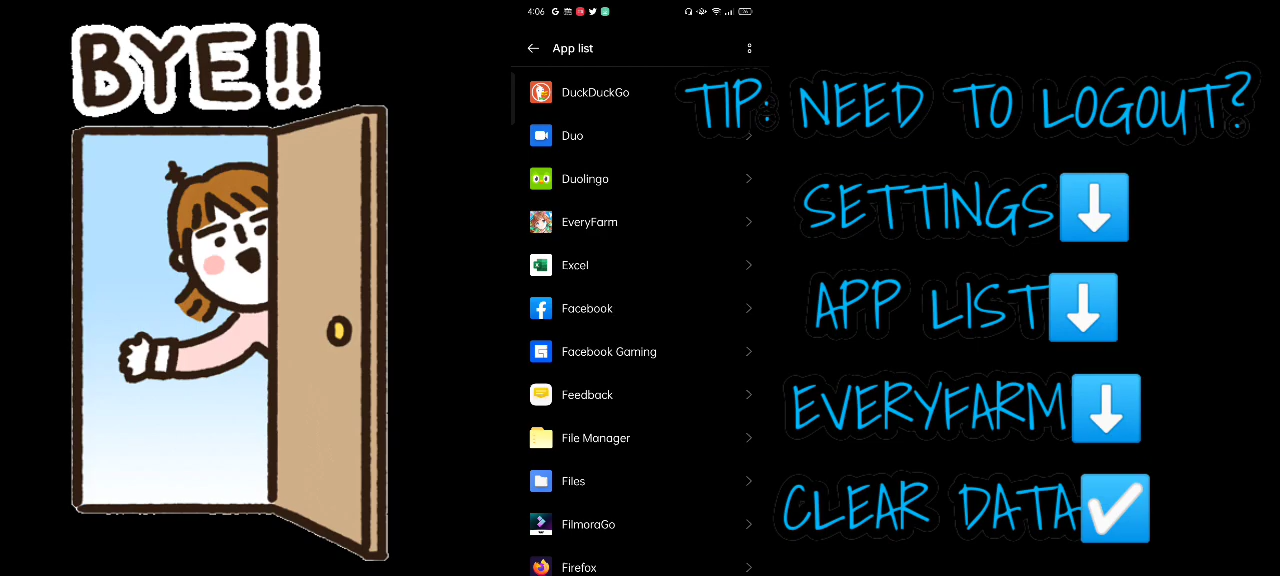 BYE!!
4:06
App list
DuckDuckGo
Duo
Duolingo
EveryFarm
Excel
Facebook
Facebook Gaming
Feedback
File Manager
Files
FilmoraGo
Firefox
TIP: NEED TO LOGOUT?
SETTINGS⬇️
APP LIST⬇️
EVERYFARM⬇️
CLEAR DATA✅